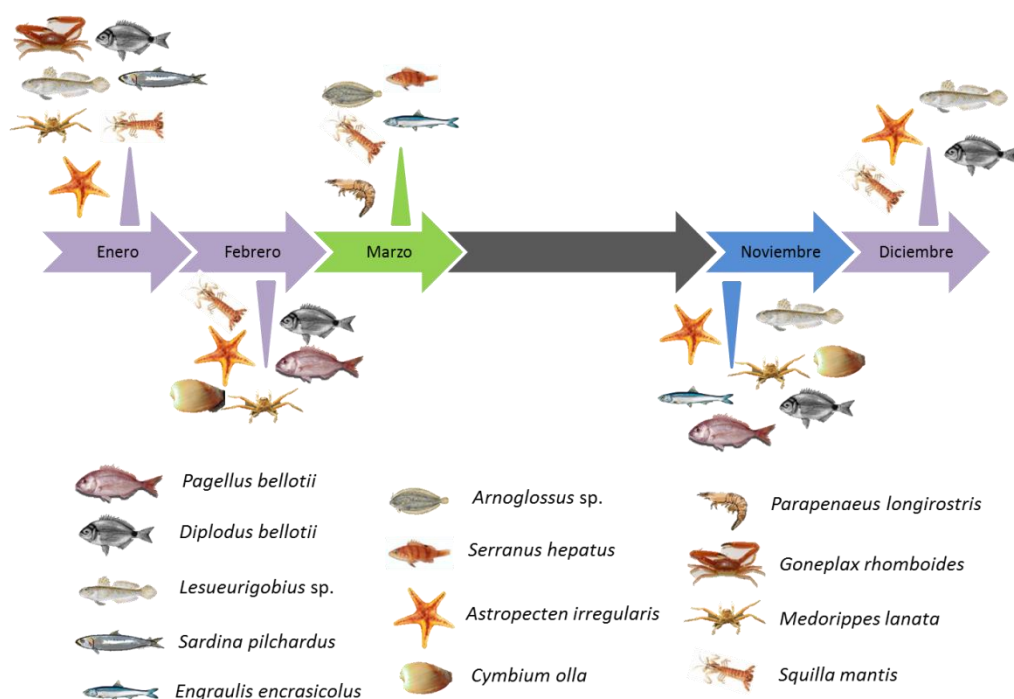 Enero
Febrero
Marzo
Noviembre
Diciembre
Pagellus bellotii
Diplodus bellotii
Lesueurigobius sp.
Sardina pilchardus
Engraulis encrasicolus
Arnoglossus sp.
Serranus hepatus
Astropecten irregularis
Cymbium olla
Parapenaeus longirostris
Goneplax rhomboides
Medorippes lanata
Squilla mantis